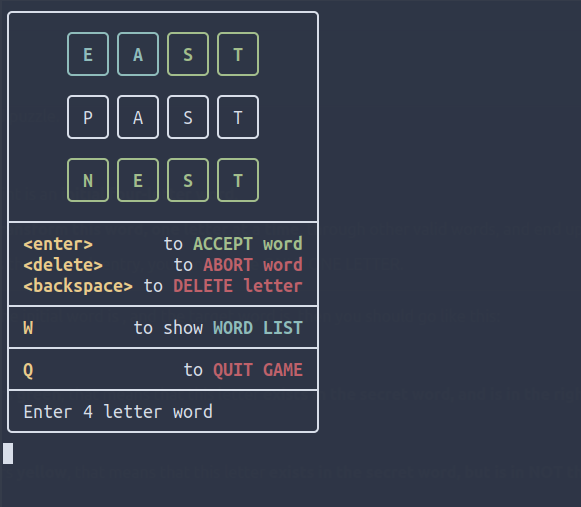 E A S T
P A S T
N E S T
<enter> to ACCEPT word
<delete> to ABORT word
<backspace> to DELETE letter
W to show WORD LIST
Q to QUIT GAME
Enter 4 letter word